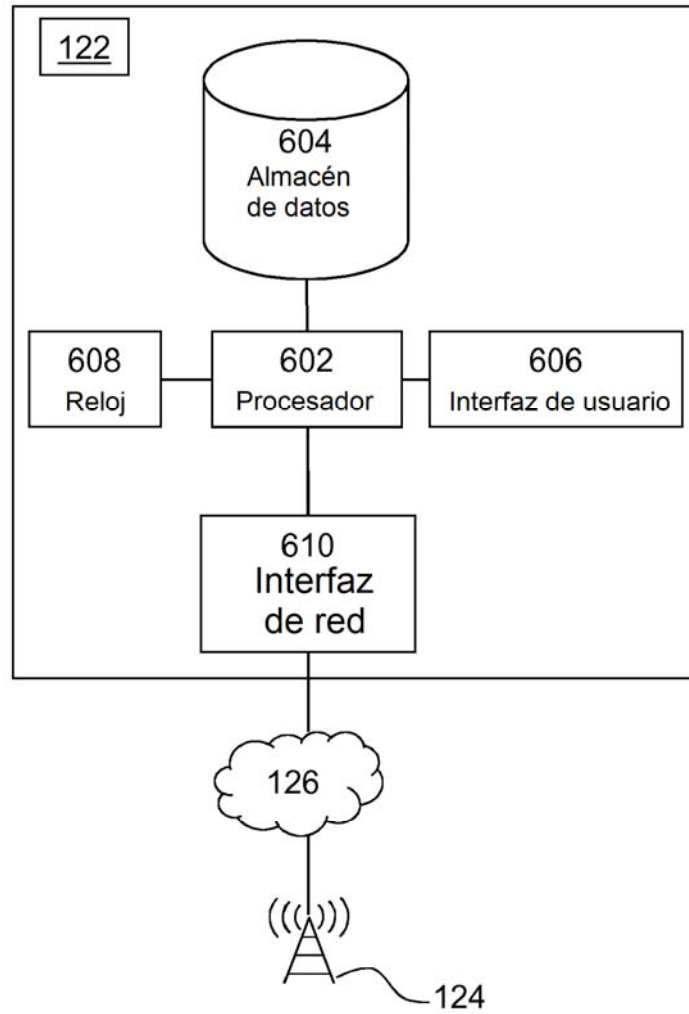 122
604
Almacén
de datos
608
Reloj
602
Procesador
606
Interfaz de usuario
610
Interfaz
de red
126
124